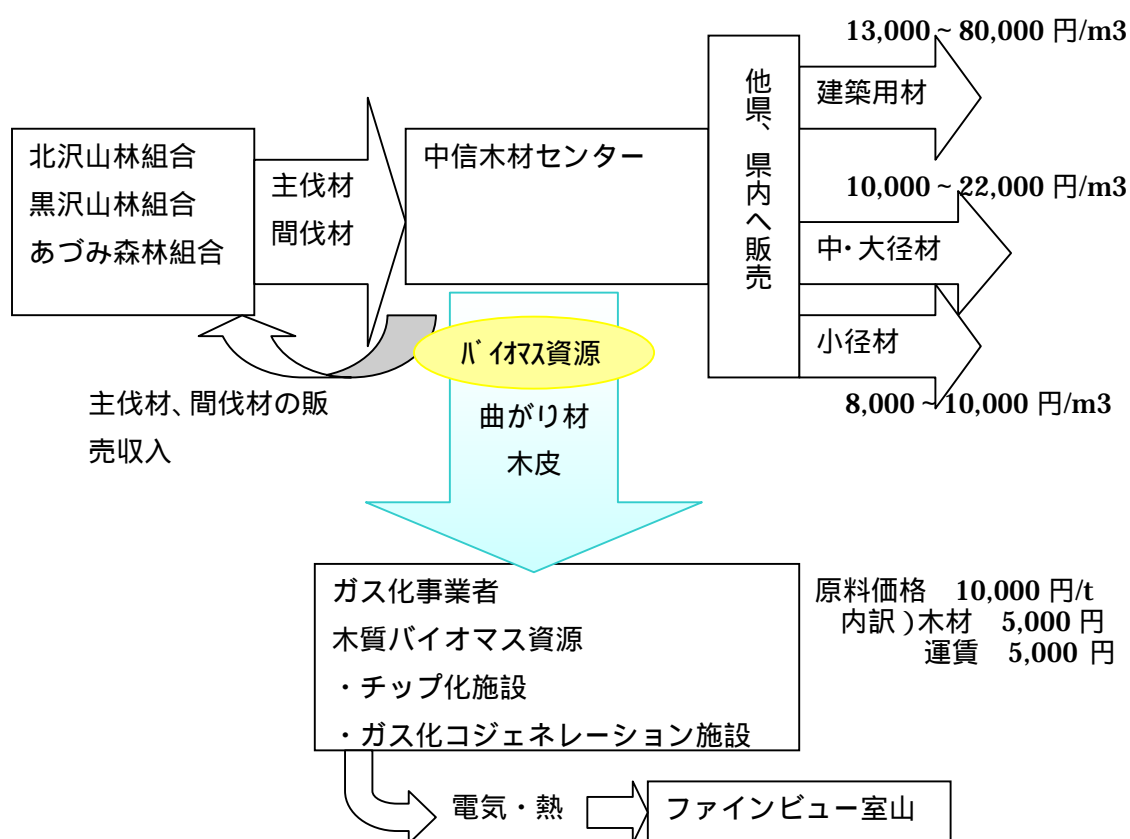 13,000~80,000 円/m3
他県、県内へ販売
建築用材
北沢山林組合
黒沢山林組合
あづみ森林組合
主伐材
間伐材
中信木材センター
10,000~22,000 円/m3
中・大径材
小径材
8,000~10,000 円/m3
バイオマス資源
主伐材、間伐材の販
売収入
曲がり材
木皮
ガス化事業者
木質バイオマス資源
・チップ化施設
・ガス化コジェネレーション施設
原料価格 10,000 円/t
内訳)木材 5,000 円
運賃 5,000 円
電気・熱
ファインビュー室山